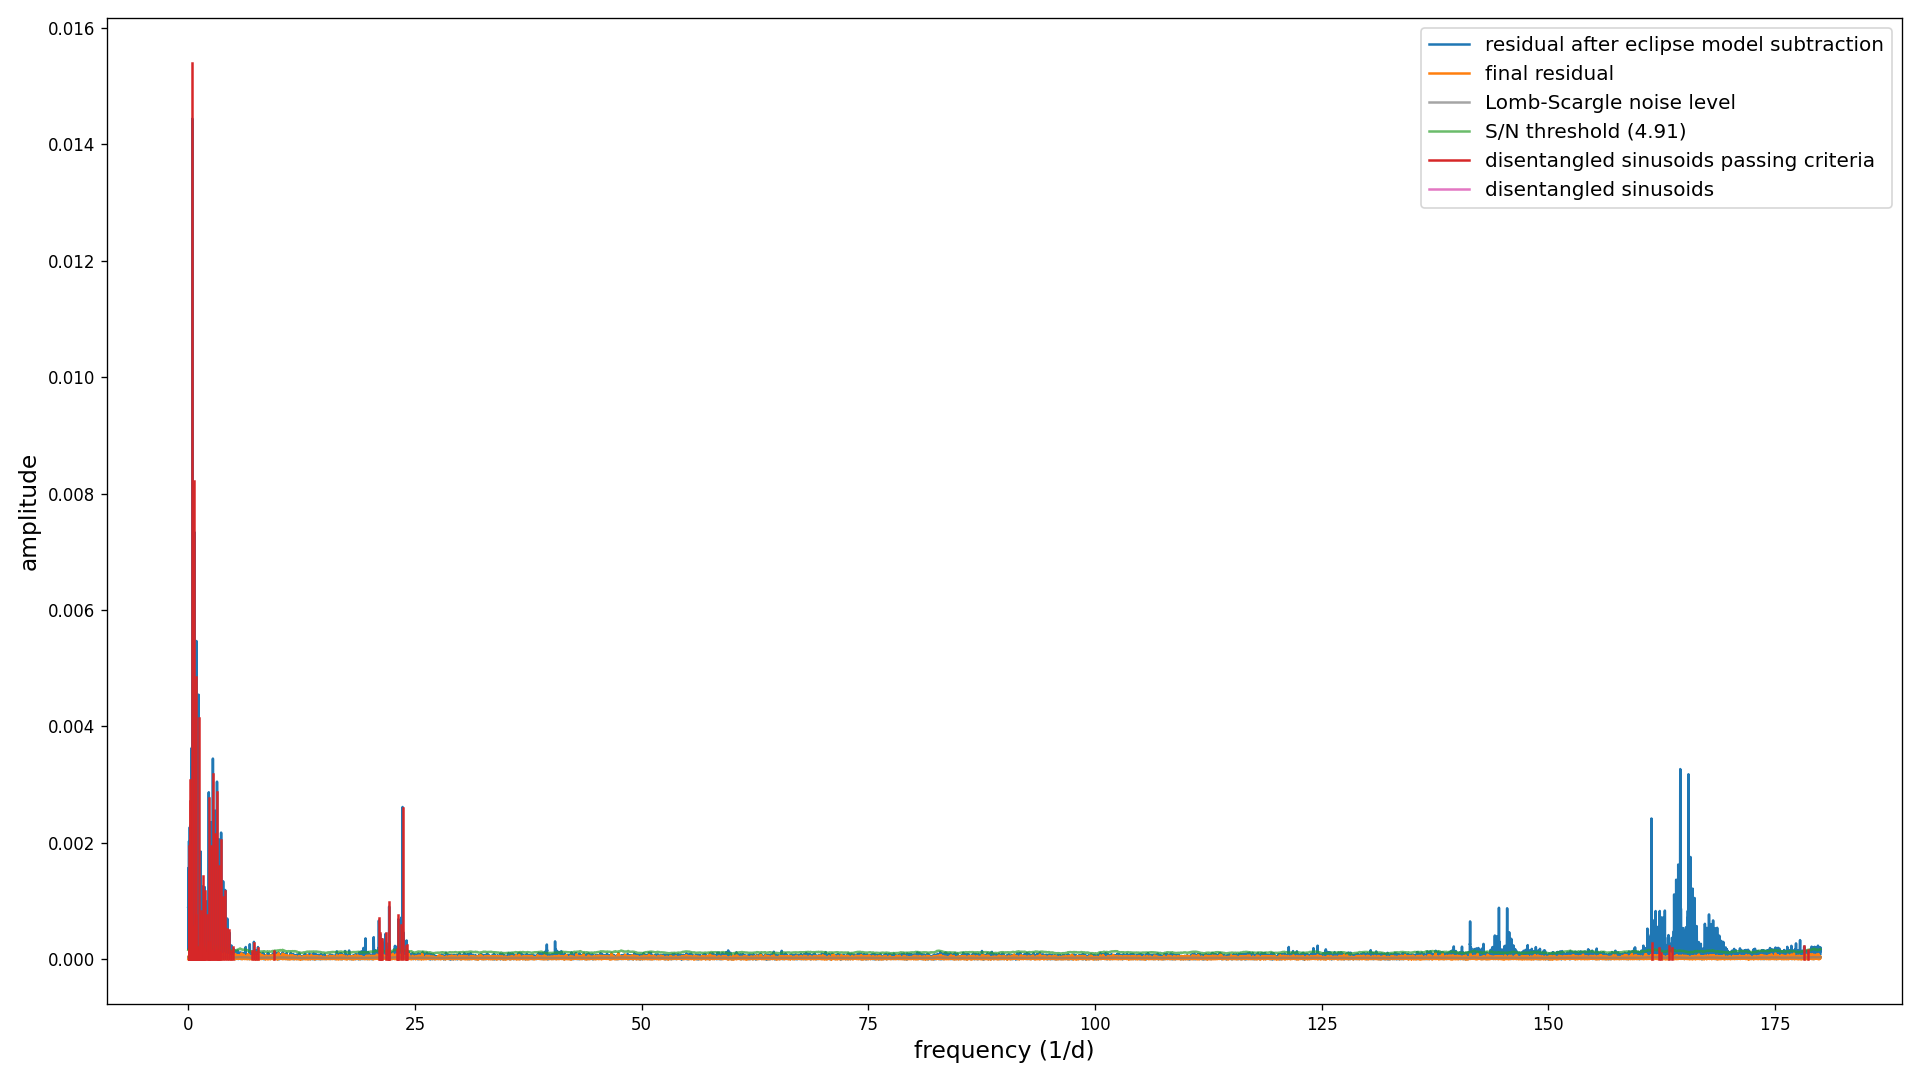 0.016
0.014
0.012
0.010
0.008
0.006
0.004
0.002
0.000
amplitude
residual after eclipse model subtraction
final residual
Lomb-Scargle noise level
S/N threshold (4.91)
disentangled sinusoids passing criteria
disentangled sinusoids
0 25 50 75 100 125 150 175
frequency (1/d)